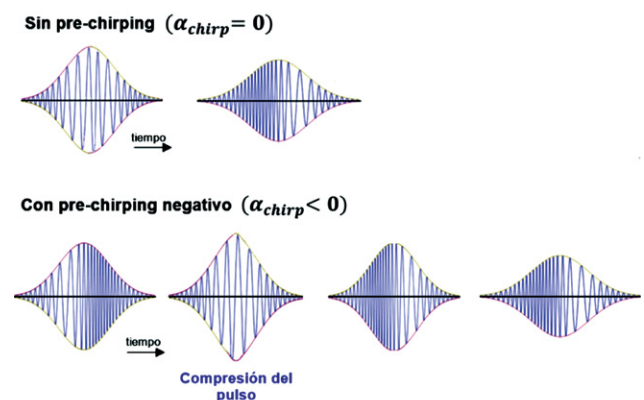 Sin pre-chirping (α_chirp = 0)
tiempo
Con pre-chirping negativo (α_chirp < 0)
tiempo
Compresión del
pulso